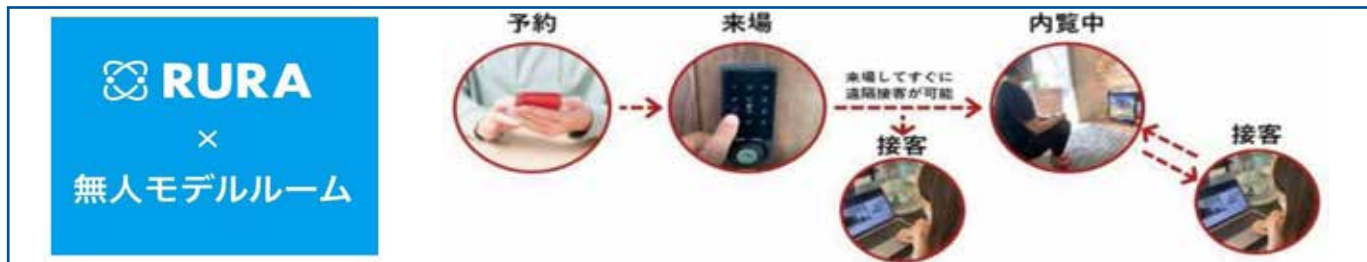 RURA
×
無人モデルルーム
予約
来場
内覧中
来場してすぐに
遠隔接客が可能
接客
接客